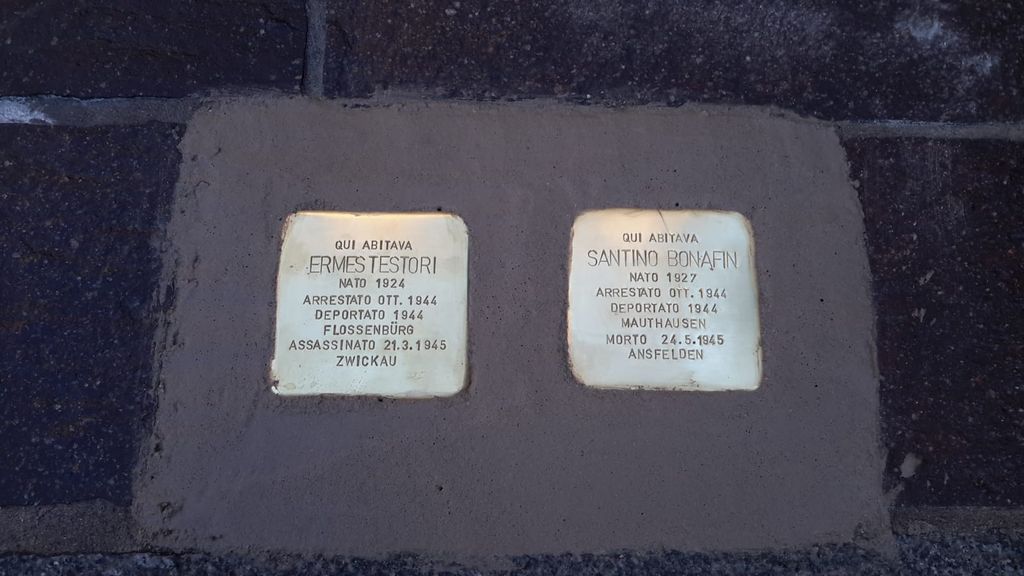 QUI ABITAVA
ERMES TESTORI
NATO 1924
ARRESTATO OTT. 1944
DEPORTATO 1944
FLOSSENBÜRG
ASSASSINATO 21.3.1945
ZWICKAU
QUI ABITAVA
SANTINO BONAFIN
NATO 1927
ARRESTATO OTT. 1944
DEPORTATO 1944
MAUTHAUSEN
MORTO 24.5.1945
ANSFELDEN